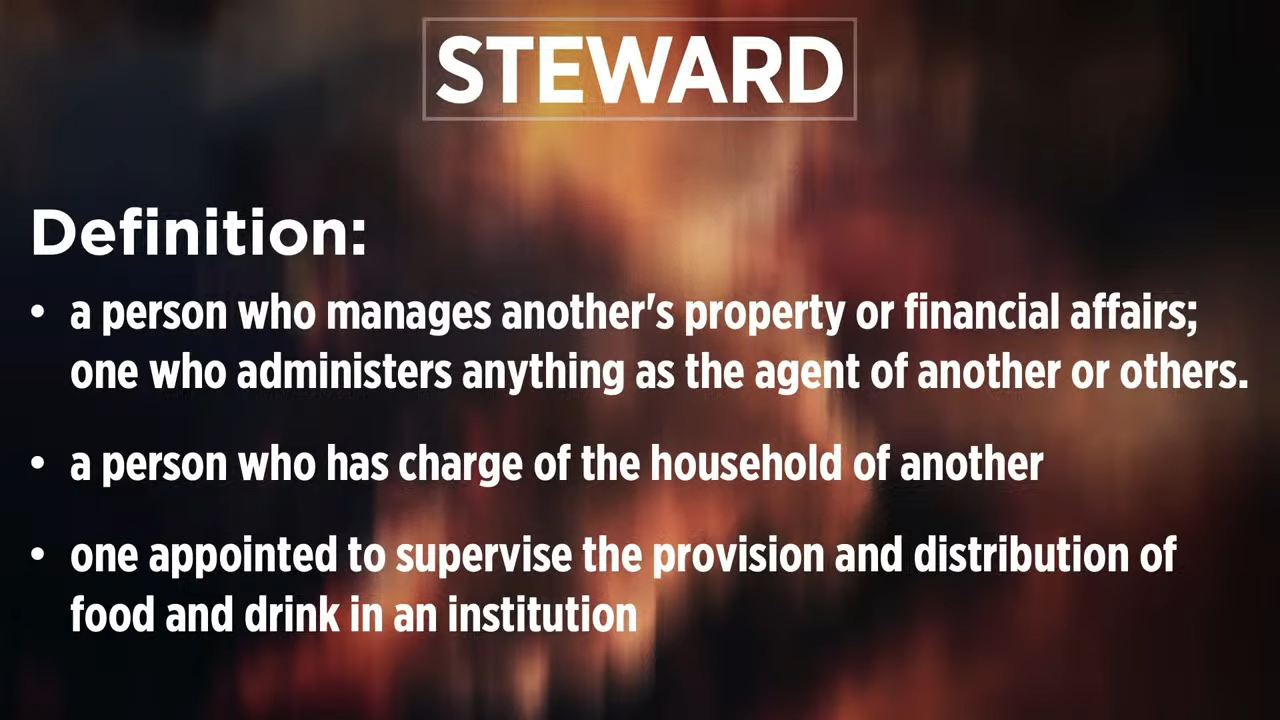 STEWARD
Definition:
• a person who manages another's property or financial affairs;
one who administers anything as the agent of another or others.
• a person who has charge of the household of another
• one appointed to supervise the provision and distribution of
food and drink in an institution